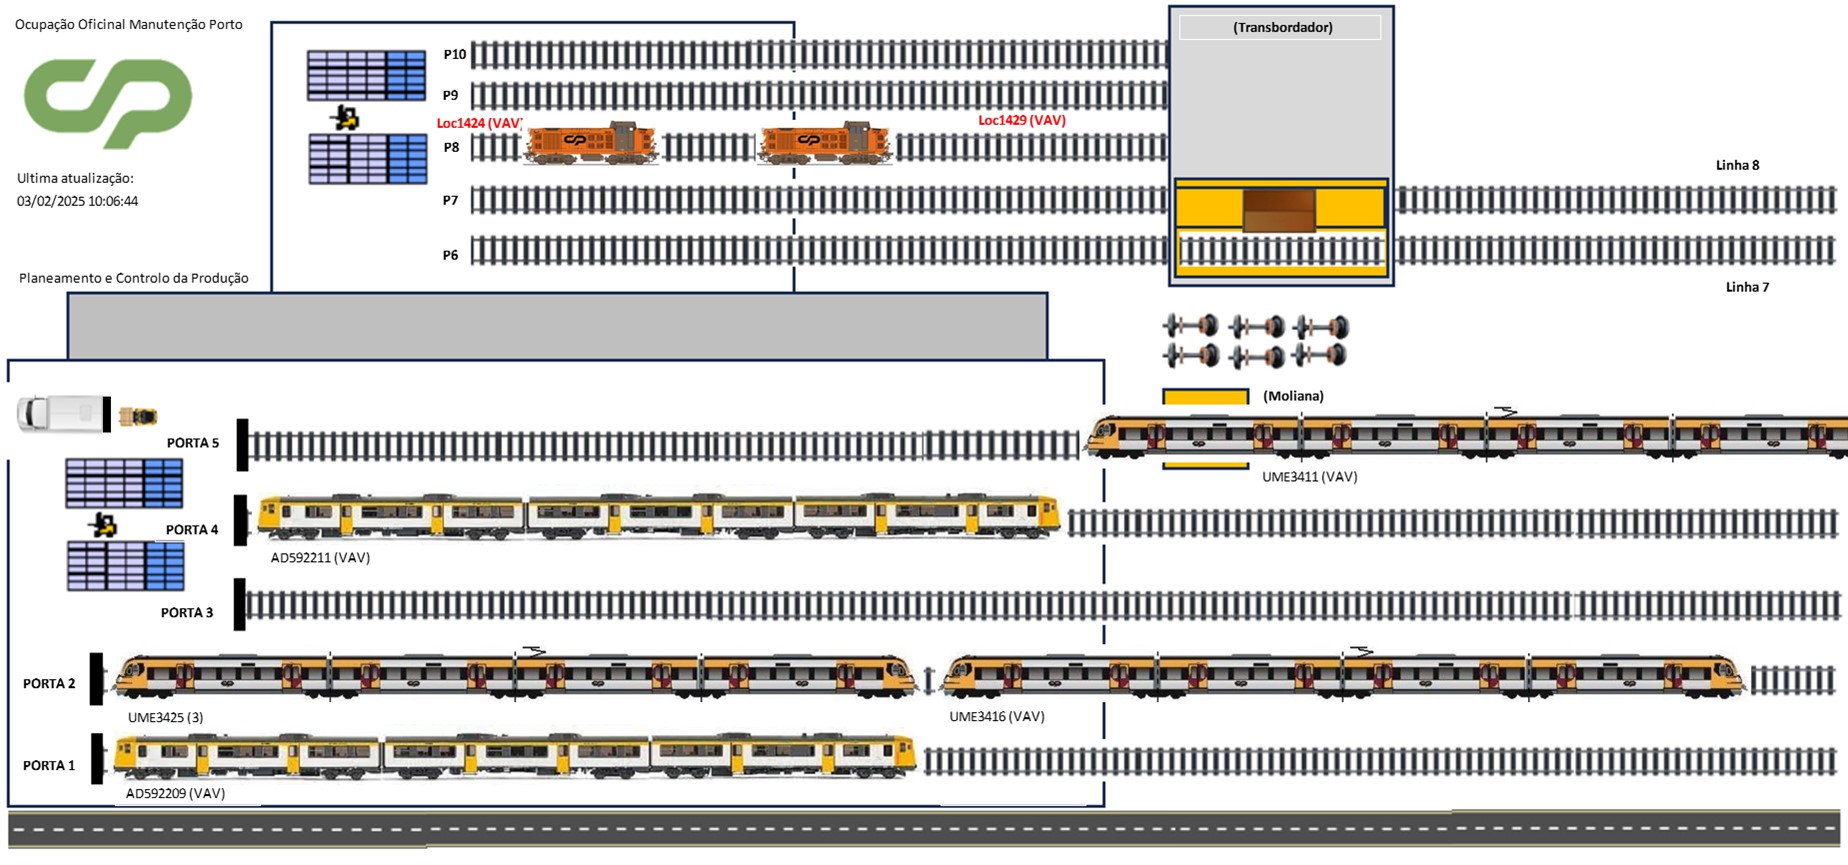 Ocupação Oficinal Manutenção Porto
Ultima atualização:
03/02/2025 10:06:44
Planeamento e Controlo da Produção
P10
P9
Loc1424 (VAV)
Loc1429 (VAV)
P8
P7
P6
(Transbordador)
Linha 8
Linha 7
(Moliana)
PORTA 5
UME3411 (VAV)
PORTA 4
AD592211 (VAV)
PORTA 3
PORTA 2
UME3425 (3)
UME3416 (VAV)
PORTA 1
AD592209 (VAV)